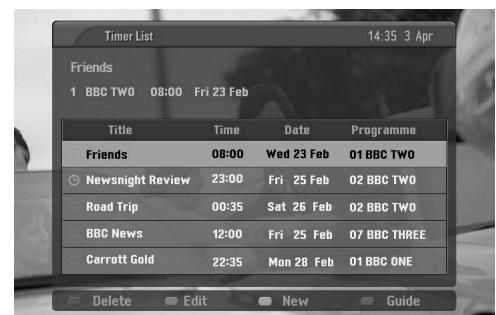 Timer List 14:35 3 Apr
Friends
1 BBC TWO 08:00 Fri 23 Feb
Title Time Date Programme
Friends 08:00 Wed 23 Feb 01 BBC TWO
Newsnight Review 23:00 Fri 25 Feb 02 BBC TWO
Road Trip 00:35 Sat 26 Feb 02 BBC TWO
BBC News 12:00 Fri 25 Feb 07 BBC THREE
Carrott Gold 22:35 Mon 28 Feb 01 BBC ONE
Delete Edit New Guide